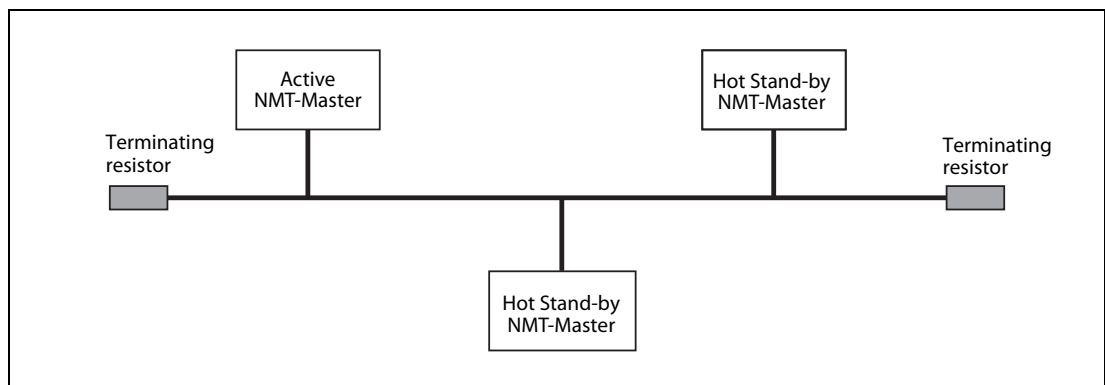 Active
NMT-Master
Hot Stand-by
NMT-Master
Terminating
resistor
Terminating
resistor
Hot Stand-by
NMT-Master